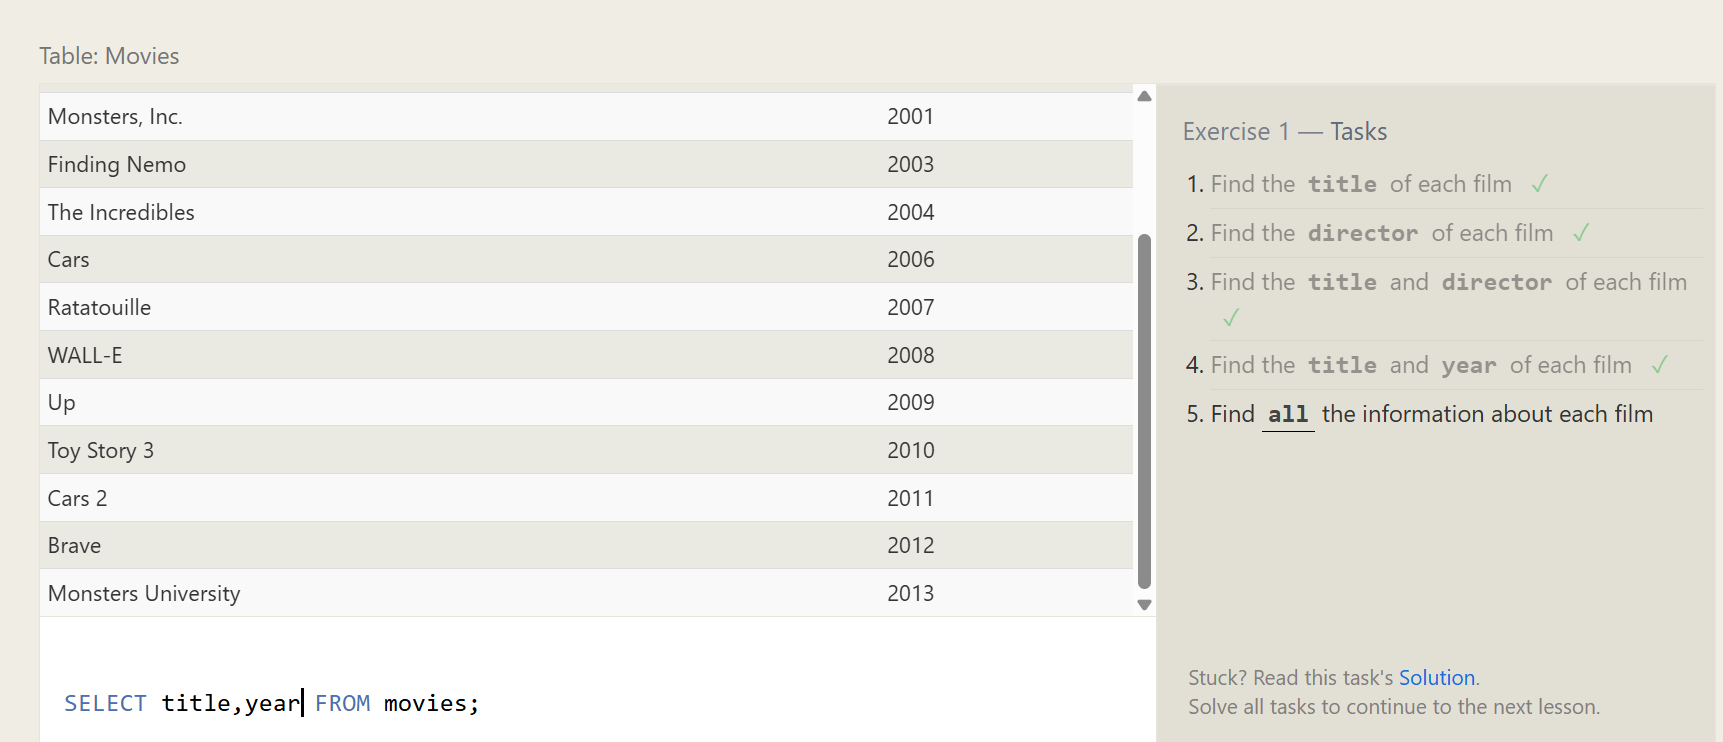 Table: Movies
Monsters, Inc. 2001
Finding Nemo 2003
The Incredibles 2004
Cars 2006
Ratatouille 2007
WALL-E 2008
Up 2009
Toy Story 3 2010
Cars 2 2011
Brave 2012
Monsters University 2013
SELECT title,year FROM movies;
Exercise 1 — Tasks
1. Find the title of each film ✓
2. Find the director of each film ✓
3. Find the title and director of each film
✓
4. Find the title and year of each film ✓
5. Find all the information about each film
Stuck? Read this task's Solution.
Solve all tasks to continue to the next lesson.